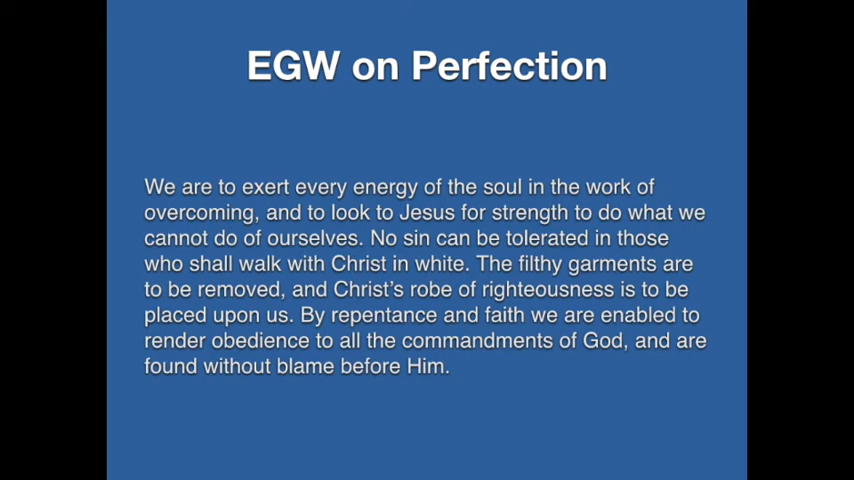 EGW on Perfection
We are to exert every energy of the soul in the work of
overcoming, and to look to Jesus for strength to do what we
cannot do of ourselves. No sin can be tolerated in those
who shall walk with Christ in white. The filthy garments are
to be removed, and Christ's robe of righteousness is to be
placed upon us. By repentance and faith we are enabled to
render obedience to all the commandments of God, and are
found without blame before Him.